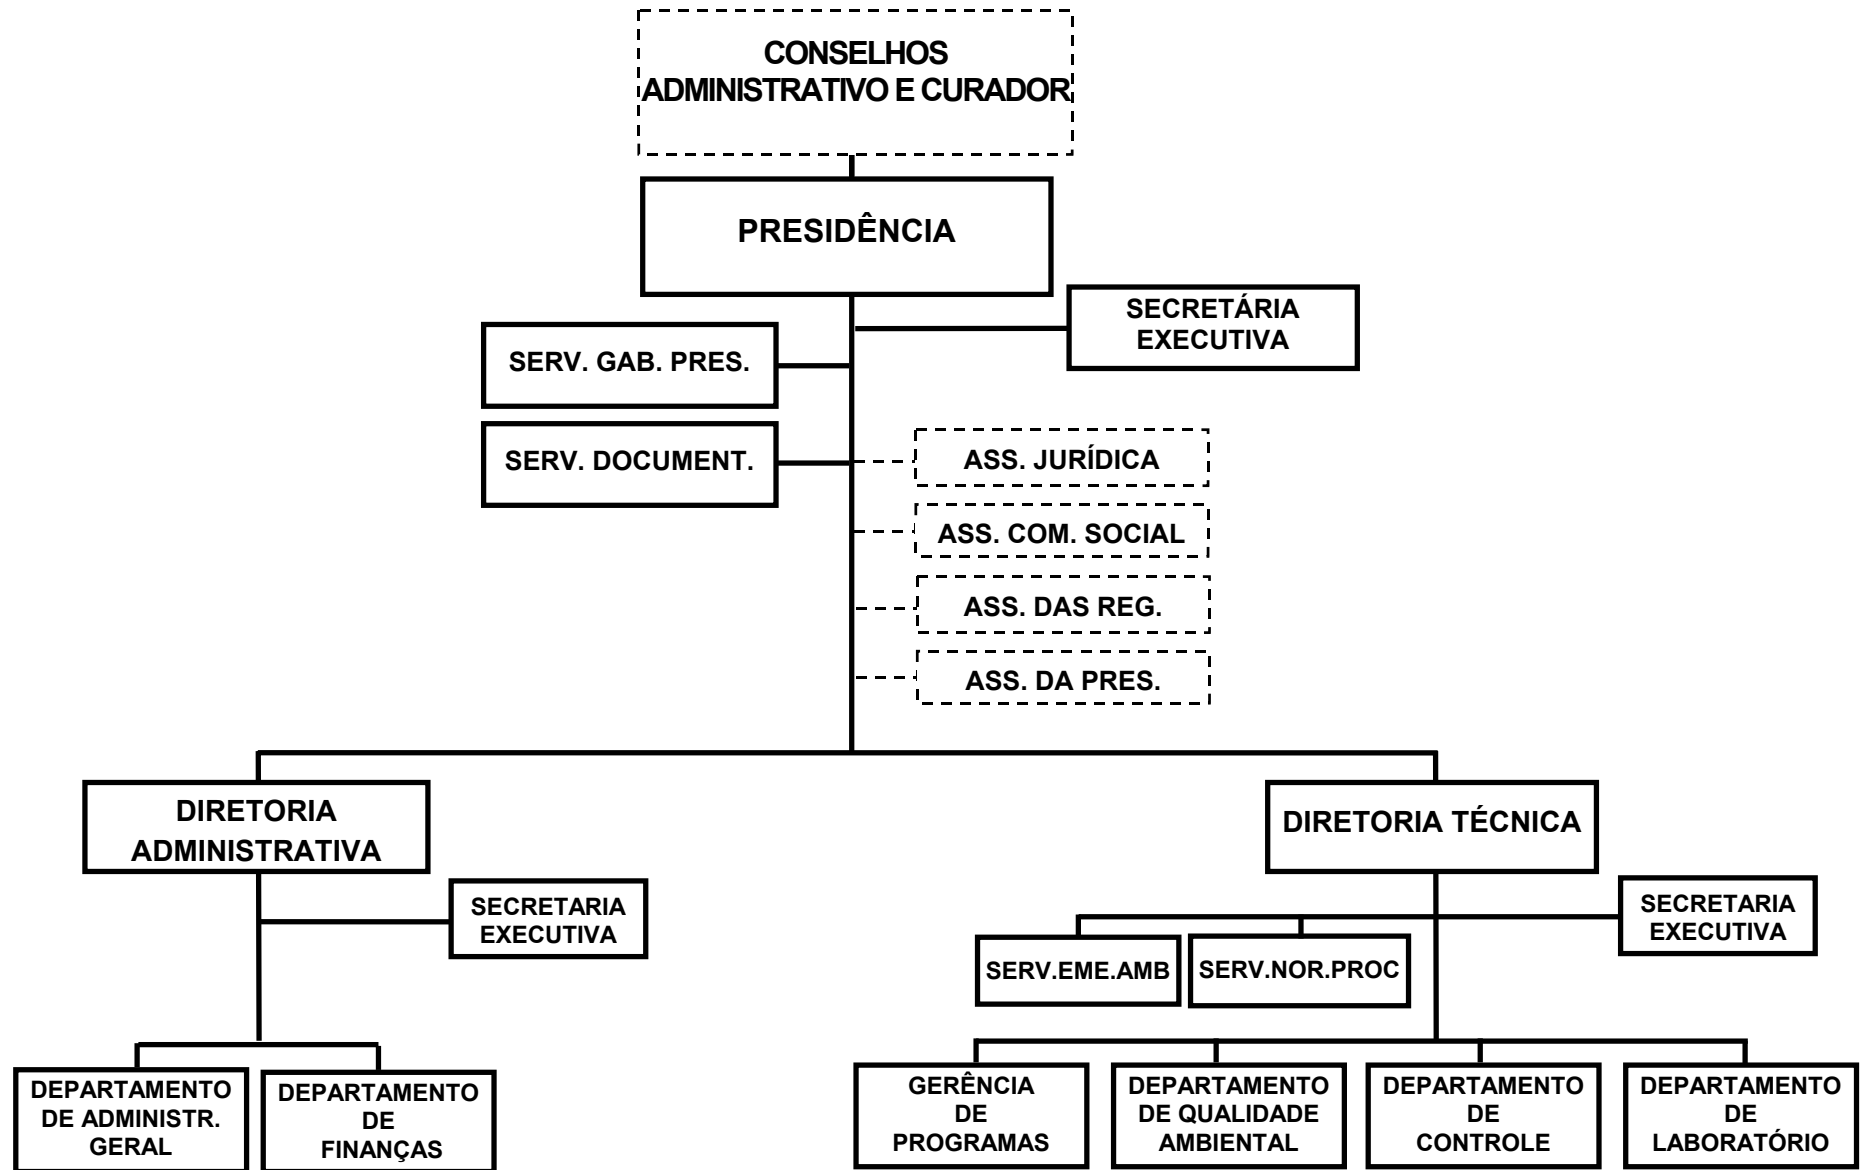 CONSELHOS
ADMINISTRATIVO E CURADOR
PRESIDÊNCIA
SECRETÁRIA
EXECUTIVA
SERV. GAB. PRES.
SERV. DOCUMENT.
ASS. JURÍDICA
ASS. COM. SOCIAL
ASS. DAS REG.
ASS. DA PRES.
DIRETORIA
ADMINISTRATIVA
DIRETORIA TÉCNICA
SECRETARIA
EXECUTIVA
SERV.EME.AMB
SERV.NOR.PROC
SECRETARIA
EXECUTIVA
DEPARTAMENTO
DE ADMINISTR.
GERAL
DEPARTAMENTO
DE
FINANÇAS
GERÊNCIA
DE
PROGRAMAS
DEPARTAMENTO
DE QUALIDADE
AMBIENTAL
DEPARTAMENTO
DE
CONTROLE
DEPARTAMENTO
DE
LABORATÓRIO